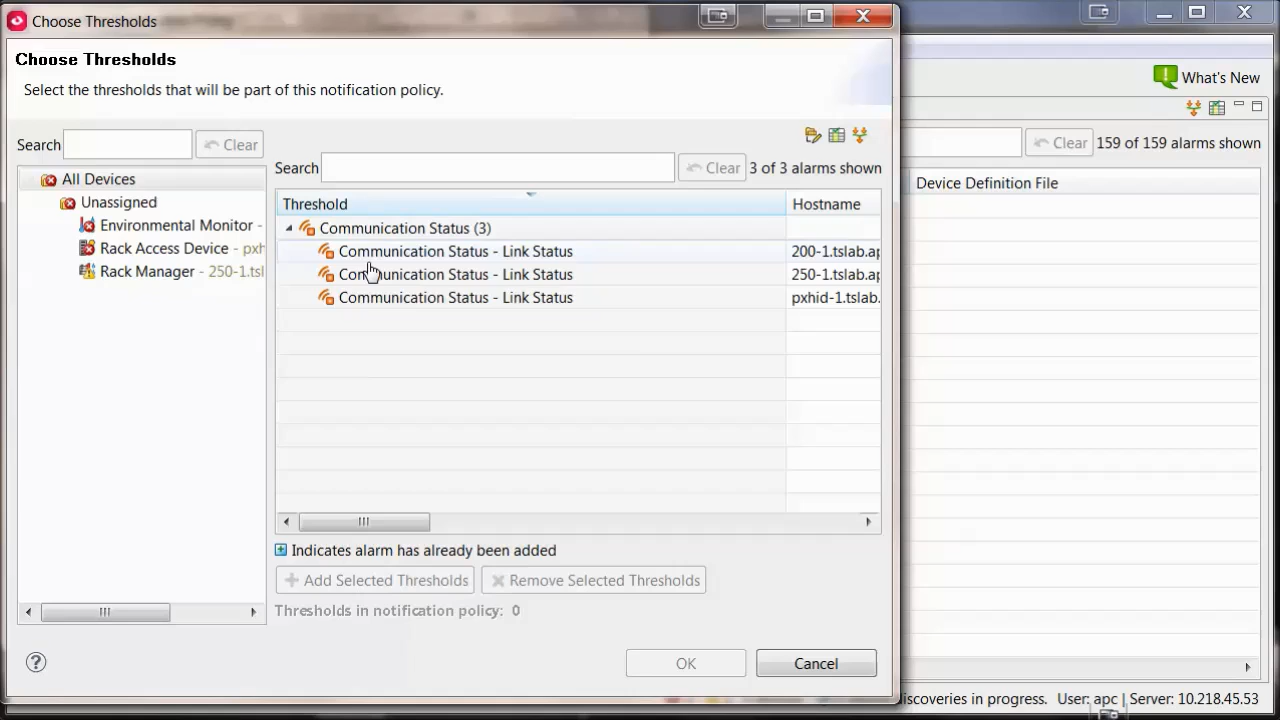 Choose Thresholds
Choose Thresholds
Select the thresholds that will be part of this notification policy.
What's New
Search
Clear
All Devices
Unassigned
Environmental Monitor -
Rack Access Device - pxh
Rack Manager - 250-1.tsl
Search
Clear
3 of 3 alarms shown
Threshold
Hostname
Communication Status (3)
Communication Status - Link Status
200-1.tslab.ap
Communication Status - Link Status
250-1.tslab.ap
Communication Status - Link Status
pxhid-1.tslab.
Indicates alarm has already been added
Add Selected Thresholds
Remove Selected Thresholds
Thresholds in notification policy: 0
OK
Cancel
Clear
159 of 159 alarms shown
Device Definition File
discoveries in progress.
User: apc
Server: 10.218.45.53